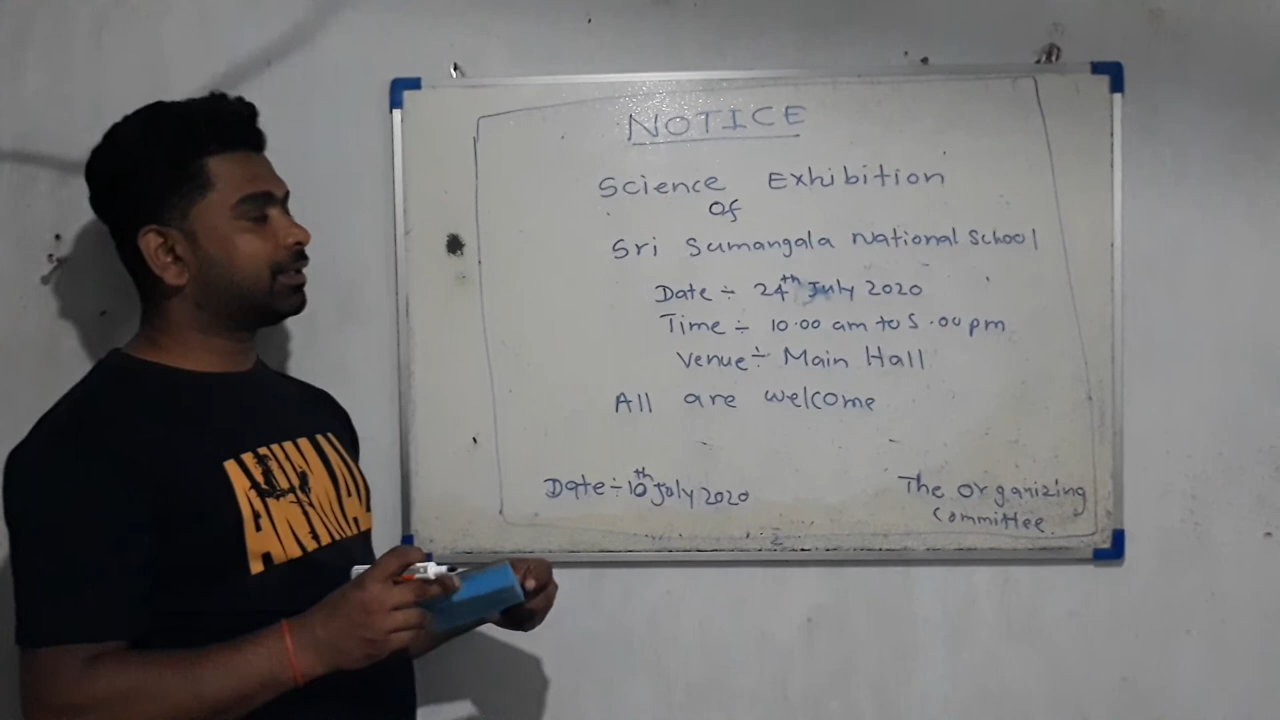 NOTICE
Science Exhibition
Of
Sri Sumangala National School
Date ÷ 24th July 2020
Time ÷ 10.00 am to 5.00 pm
Venue ÷ Main Hall
All are welcome
Date ÷ 10th July 2020
The organizing
Committee
ANIMAL